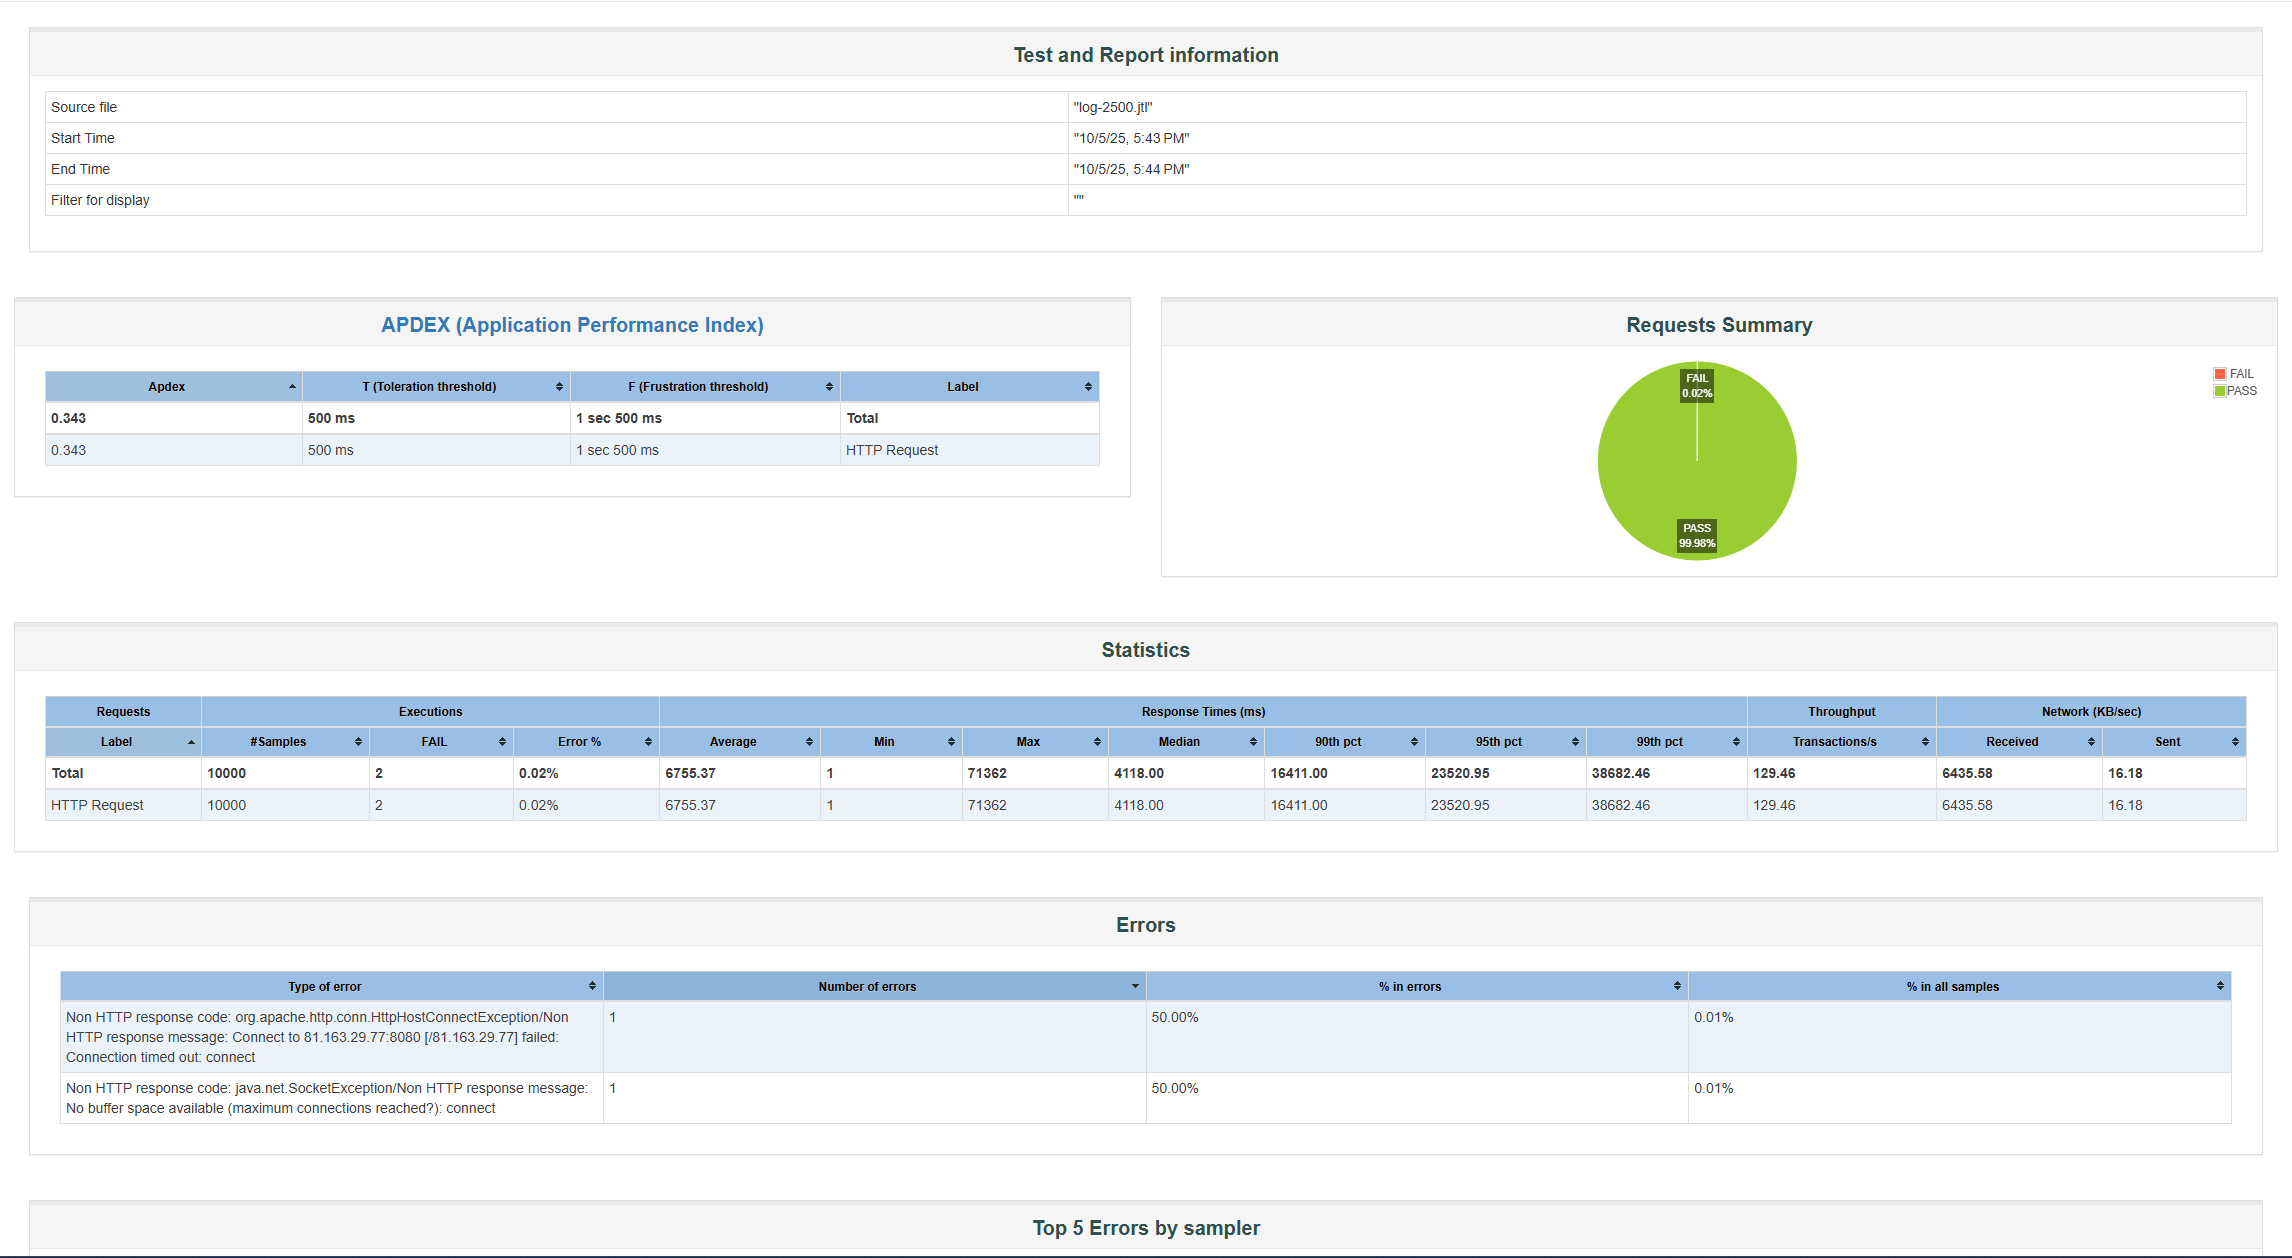 Test and Report information
Source file "log-2500.jtl"
Start Time "10/5/25, 5:43 PM"
End Time "10/5/25, 5:44 PM"
Filter for display ""
APDEX (Application Performance Index)
Apdex T (Toleration threshold) F (Frustration threshold) Label
0.343 500 ms 1 sec 500 ms Total
0.343 500 ms 1 sec 500 ms HTTP Request
Requests Summary
FAIL
0.02%
PASS
99.98%
FAIL
PASS
Statistics
Requests Executions Response Times (ms) Throughput Network (KB/sec)
Label #Samples FAIL Error % Average Min Max Median 90th pct 95th pct 99th pct Transactions/s Received Sent
Total 10000 2 0.02% 6755.37 1 71362 4118.00 16411.00 23520.95 38682.46 129.46 6435.58 16.18
HTTP Request 10000 2 0.02% 6755.37 1 71362 4118.00 16411.00 23520.95 38682.46 129.46 6435.58 16.18
Errors
Type of error Number of errors % in errors % in all samples
Non HTTP response code: org.apache.http.conn.HttpHostConnectException/Non 1 50.00% 0.01%
HTTP response message: Connect to 81.163.29.77:8080 [/81.163.29.77] failed:
Connection timed out: connect
Non HTTP response code: java.net.SocketException/Non HTTP response message: 1 50.00% 0.01%
No buffer space available (maximum connections reached?): connect
Top 5 Errors by sampler